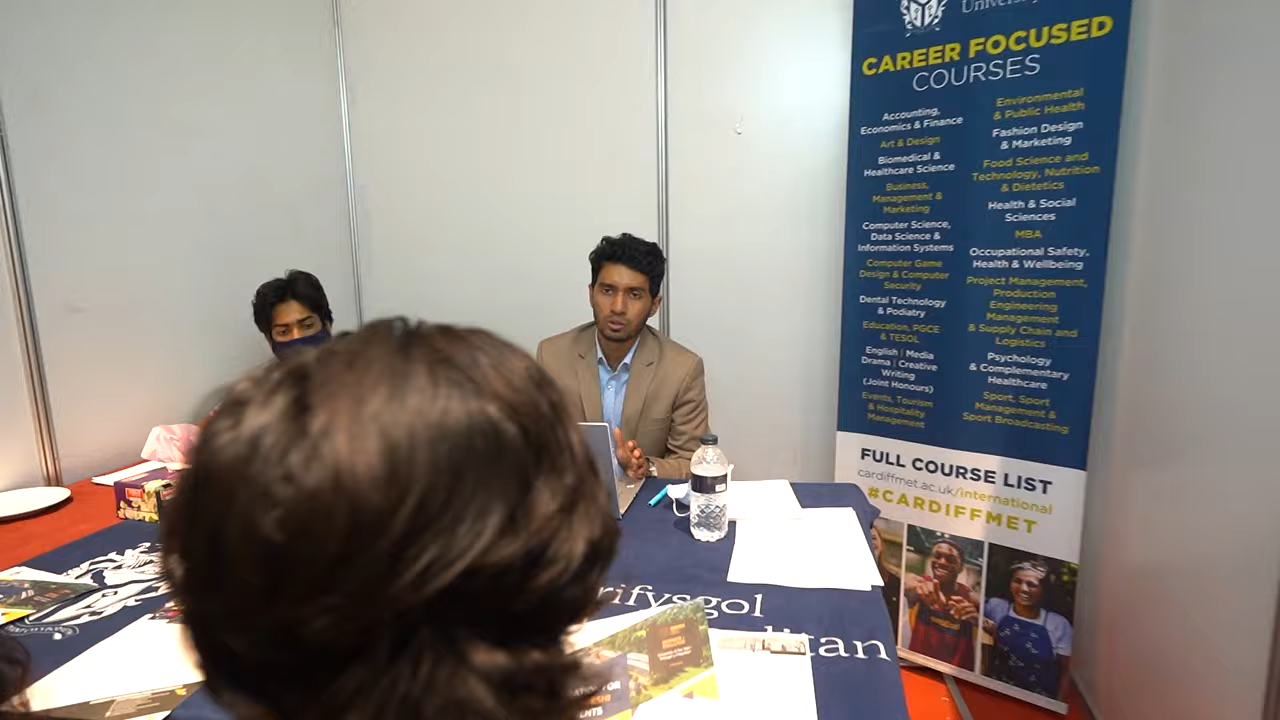 University
CAREER FOCUSED
COURSES
Accounting,
Economics & Finance
Art & Design
Biomedical &
Healthcare Science
Business,
Management &
Marketing
Computer Science,
Data Science &
Information Systems
Computer Game
Design & Computer
Security
Dental Technology
& Podiatry
Education, PGCE
& TESOL
English | Media
Drama | Creative
Writing
(Joint Honours)
Events, Tourism
& Hospitality
Management
Environmental
& Public Health
Fashion Design
& Marketing
Food Science and
Technology, Nutrition
& Dietetics
Health & Social
Sciences
MBA
Occupational Safety,
Health & Wellbeing
Project Management,
Production
Engineering
Management
& Supply Chain and
Logistics
Psychology
& Complementary
Healthcare
Sport, Sport
Management &
Sport Broadcasting
FULL COURSE LIST
cardiffmet.ac.uk/international
#CARDIFFMET
rifysgol
litan